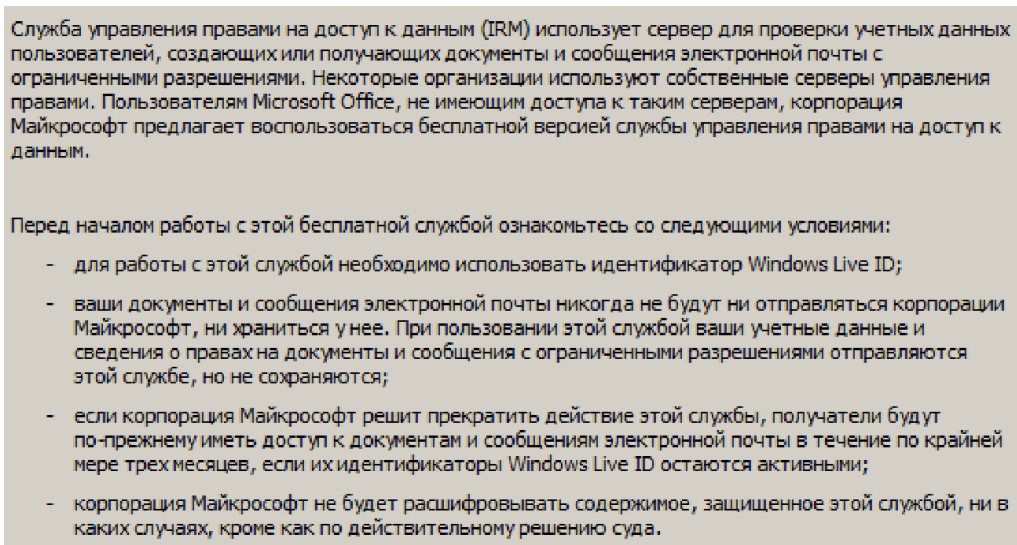 Служба управления правами на доступ к данным (IRM) использует сервер для проверки учетных данных
пользователей, создающих или получающих документы и сообщения электронной почты с
ограниченными разрешениями. Некоторые организации используют собственные серверы управления
правами. Пользователям Microsoft Office, не имеющим доступа к таким серверам, корпорация
Майкрософт предлагает воспользоваться бесплатной версией службы управления правами на доступ к
данным.
Перед началом работы с этой бесплатной службой ознакомьтесь со следующими условиями:
- для работы с этой службой необходимо использовать идентификатор Windows Live ID;
- ваши документы и сообщения электронной почты никогда не будут ни отправляться корпорации
Майкрософт, ни храниться у нее. При пользовании этой службой ваши учетные данные и
сведения о правах на документы и сообщения с ограниченными разрешениями отправляются
этой службе, но не сохраняются;
- если корпорация Майкрософт решит прекратить действие этой службы, получатели будут
по-прежнему иметь доступ к документам и сообщениям электронной почты в течение по крайней
мере трех месяцев, если их идентификаторы Windows Live ID остаются активными;
- корпорация Майкрософт не будет расшифровывать содержимое, защищенное этой службой, ни в
каких случаях, кроме как по действительному решению суда.